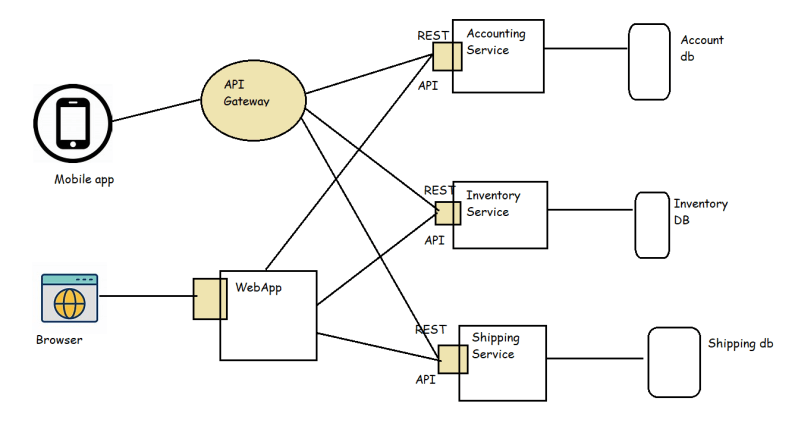 REST
API
Accounting
Service
Account
db
API
Gateway
Mobile app
REST
API
Inventory
Service
Inventory
DB
WebApp
Browser
REST
API
Shipping
Service
Shipping db